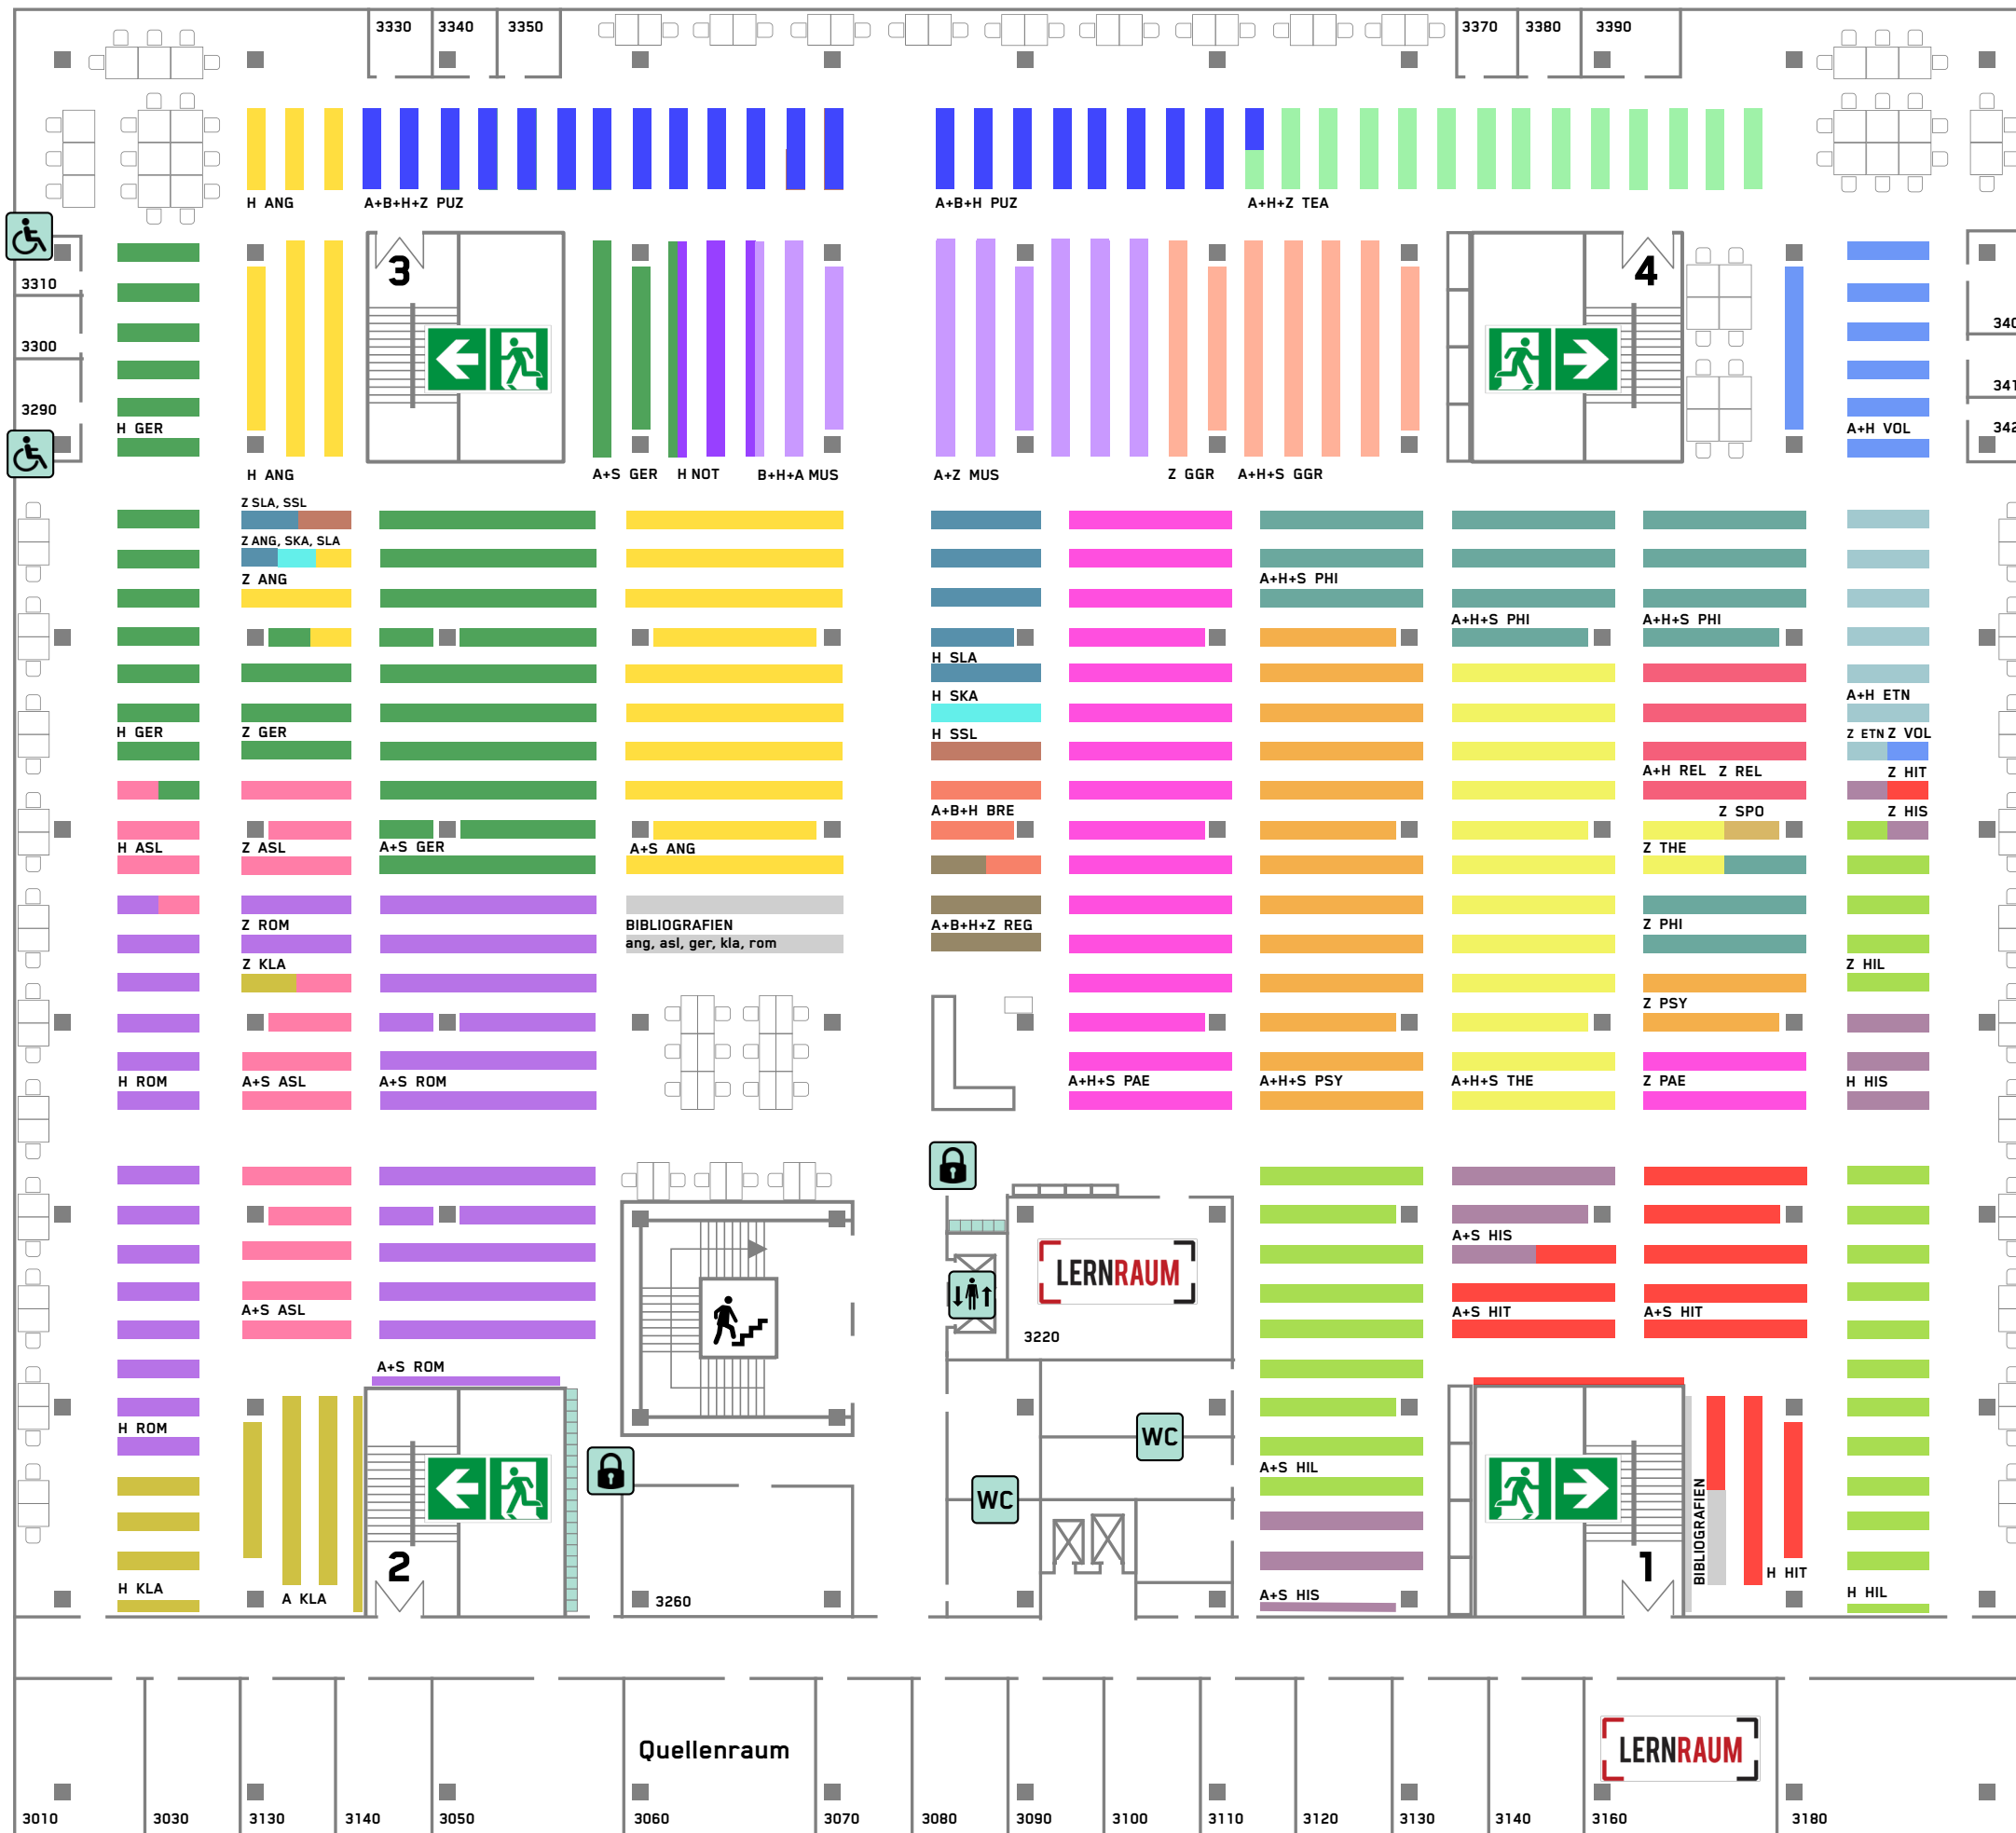 3330 3340 3350 3370 3380 3390
H ANG A+B+H+Z PUZ A+B+H PUZ A+H+Z TEA
3 4
3310
3300
3290
H GER A+H VOL
H ANG A+S GER H NOT B+H+A MUS A+Z MUS Z GGR A+H+S GGR
Z SLA, SSL
Z ANG, SKA, SLA
Z ANG A+H+S PHI
A+H+S PHI A+H+S PHI
H SLA
H SKA A+H ETN
H GER Z GER H SSL Z ETN Z VOL
A+H REL Z REL Z HIT
A+B+H BRE Z SPO Z HIS
H ASL Z ASL A+S GER A+S ANG Z THE
Z ROM BIBLIOGRAFIEN A+B+H+Z REG Z PHI
ang, asl, ger, kla, rom
Z KLA Z HIL
Z PSY
H ROM A+S ASL A+S ROM A+H+S PAE A+H+S PSY A+H+S THE Z PAE H HIS
A+S HIS
LERNRAUM
A+S ASL A+S HIT A+S HIT
3220
A+S ROM
H ROM
WC
A+S HIL
WC
BIBLIOGRAFIEN
2 1
H HIT
H KLA A KLA 3260 A+S HIS H HIL
Quellenraum LERNRAUM
3010 3030 3130 3140 3050 3060 3070 3080 3090 3100 3110 3120 3130 3140 3160 3180